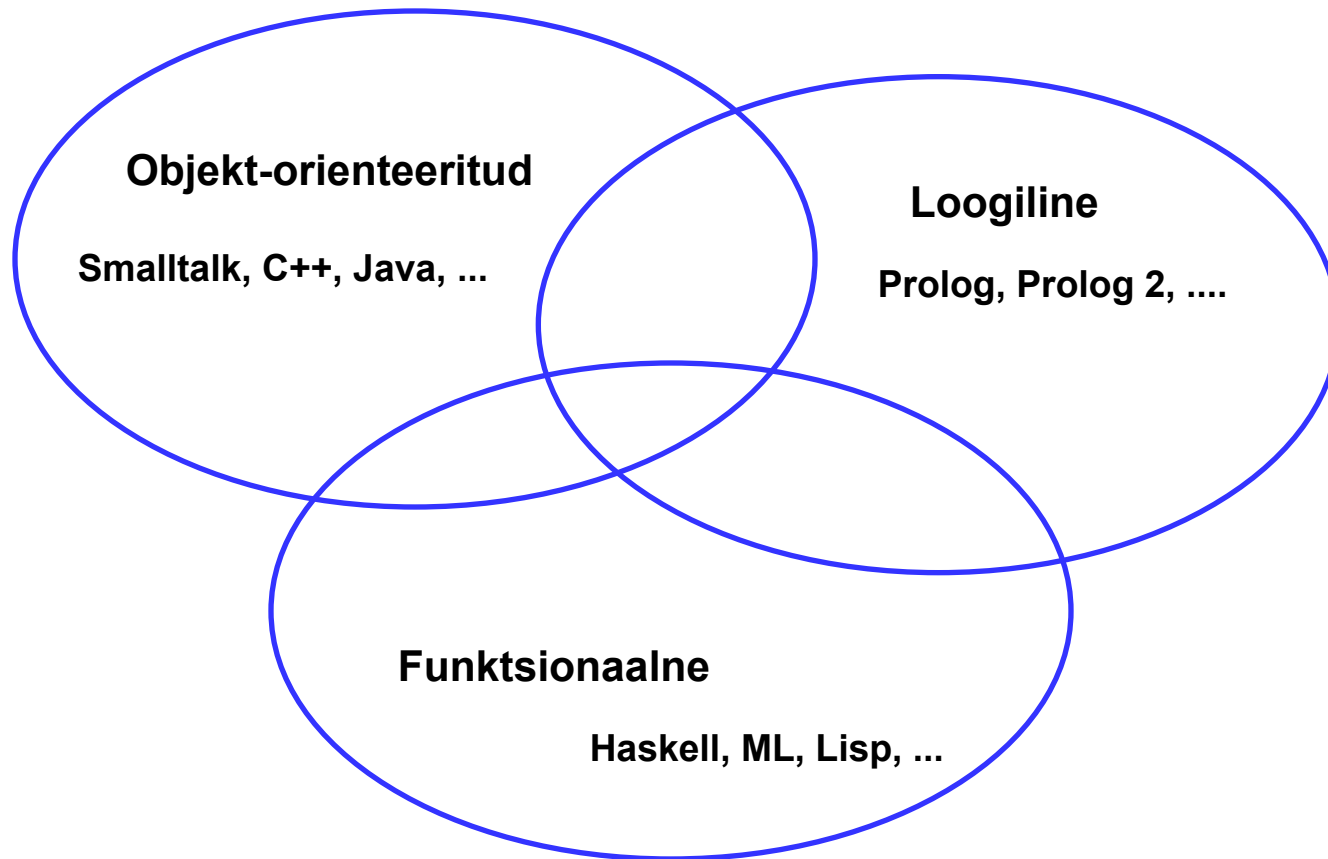 Objekt-orienteeritud
Smalltalk, C++, Java, ...
Loogiline
Prolog, Prolog 2, ....
Funktsionaalne
Haskell, ML, Lisp, ...